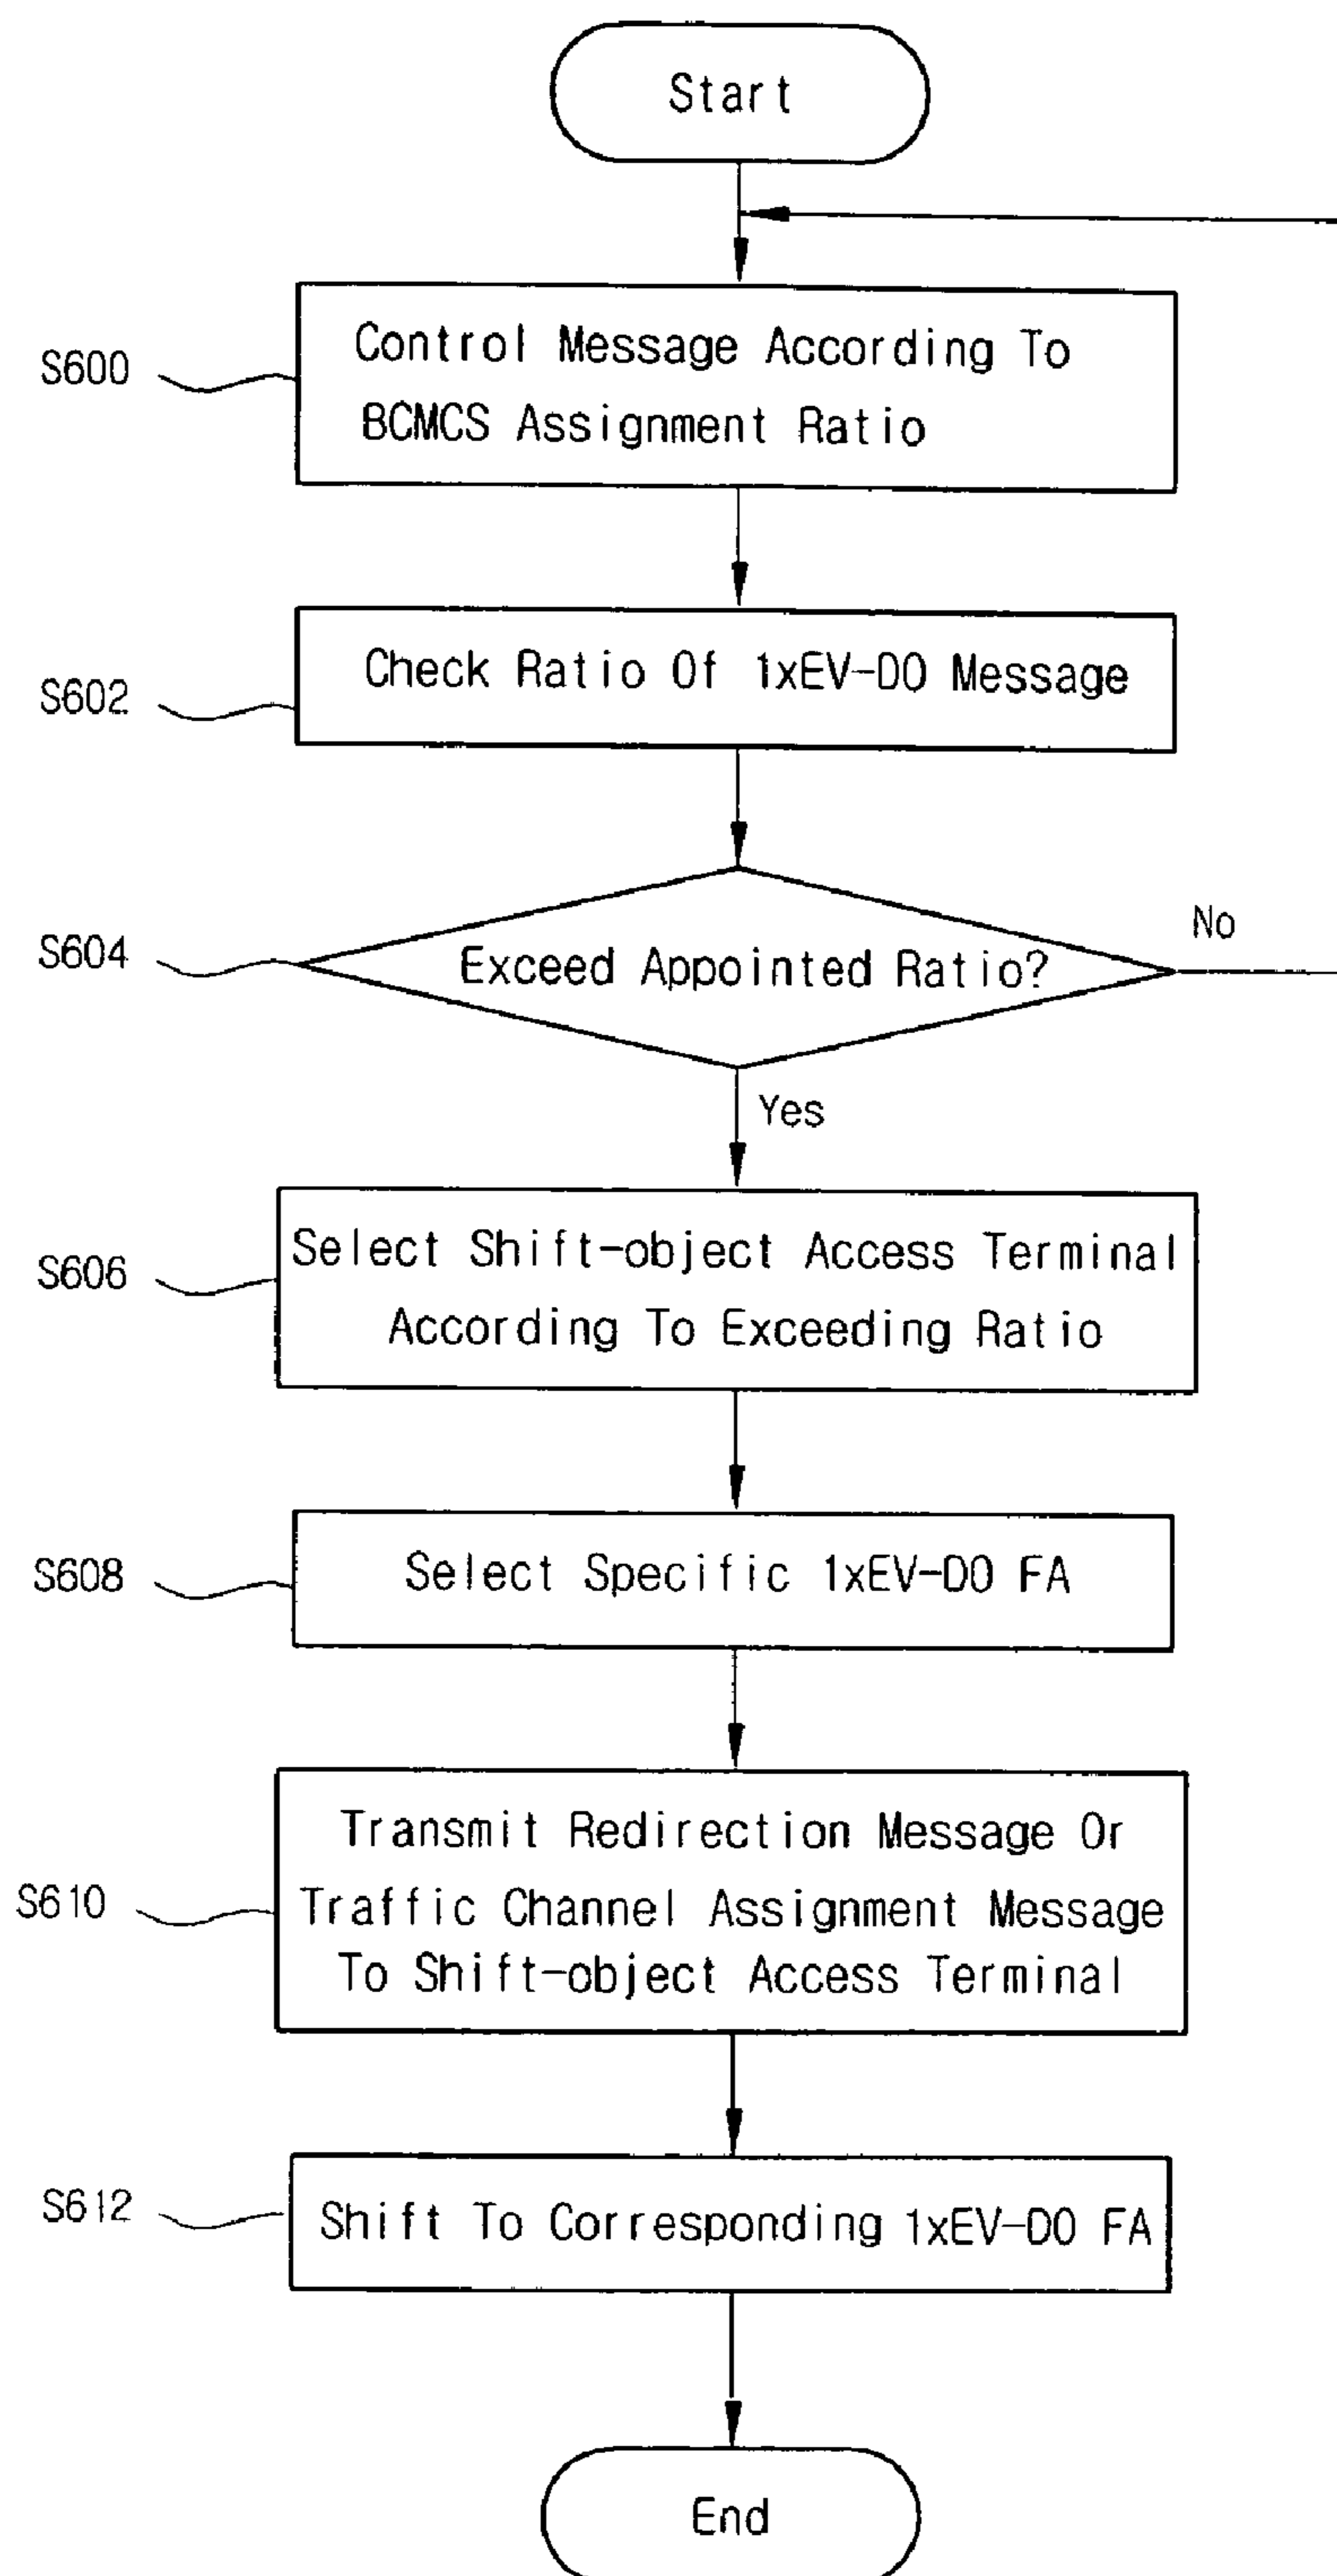 Start
S600
Control Message According To
BCMCS Assignment Ratio
S602
Check Ratio Of 1xEV-DO Message
S604
Exceed Appointed Ratio?
No
Yes
S606
Select Shift-object Access Terminal
According To Exceeding Ratio
S608
Select Specific 1xEV-DO FA
S610
Transmit Redirection Message Or
Traffic Channel Assignment Message
To Shift-object Access Terminal
S612
Shift To Corresponding 1xEV-DO FA
End